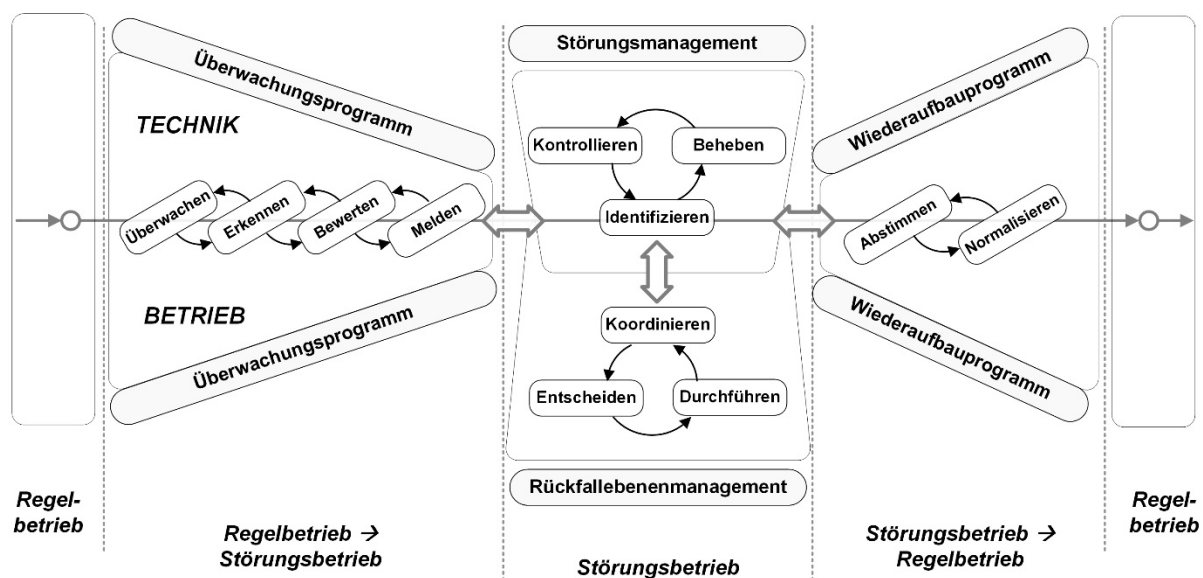 Störungsmanagement
Überwachungsprogramm
Wiederaufbauprogramm
TECHNIK
Kontrollieren
Beheben
Überwachen
Erkennen
Bewerten
Melden
Identifizieren
Abstimmen
Normalisieren
BETRIEB
Koordinieren
Überwachungsprogramm
Wiederaufbauprogramm
Entscheiden
Durchführen
Rückfallebenenmanagement
Regel-
betrieb
Regelbetrieb →
Störungsbetrieb
Störungsbetrieb
Störungsbetrieb →
Regelbetrieb
Regel-
betrieb